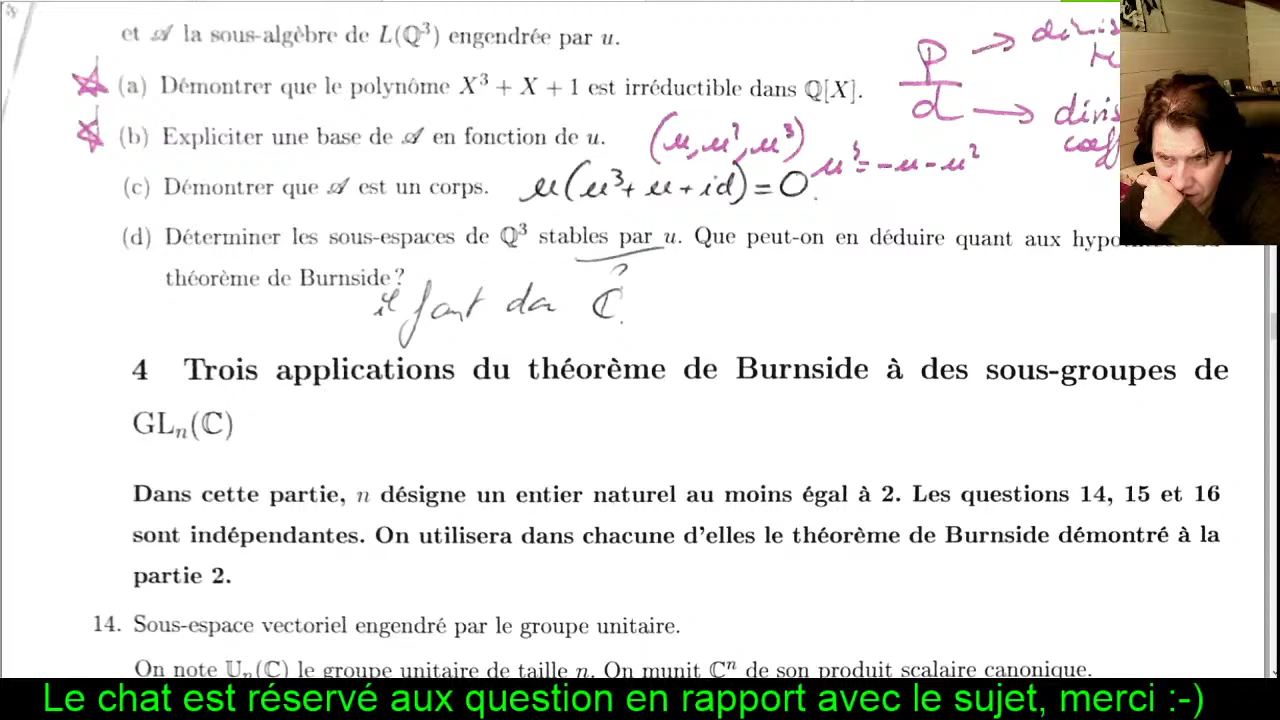 et 𝒜 la sous-algèbre de L(ℚ³) engendrée par u.
(a) Démontrer que le polynôme X³ + X + 1 est irréductible dans ℚ[X].
p/d → divis
→ divis
(b) Expliciter une base de 𝒜 en fonction de u. (u, u², u³)
u³ = -u - u²
(c) Démontrer que 𝒜 est un corps. u(u³ + u + id) = 0.
(d) Déterminer les sous-espaces de ℚ³ stables par u. Que peut-on en déduire quant aux
théorème de Burnside ?
il faut dan ℂ.
4 Trois applications du théorème de Burnside à des sous-groupes de
GLₙ(ℂ)
Dans cette partie, n désigne un entier naturel au moins égal à 2. Les questions 14, 15 et 16
sont indépendantes. On utilisera dans chacune d'elles le théorème de Burnside démontré à la
partie 2.
14. Sous-espace vectoriel engendré par le groupe unitaire.
On note Uₙ(ℂ) le groupe unitaire de taille n. On munit ℂⁿ de son produit scalaire canonique.
Le chat est réservé aux question en rapport avec le sujet, merci :-)